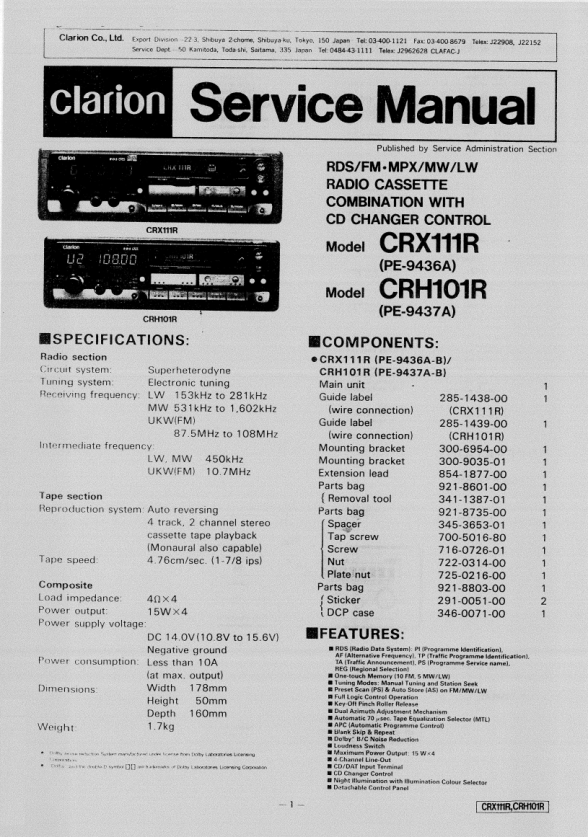 Clarion Co., Ltd. Export Division -22-3, Shibuya 2-chome, Shibuya-ku, Tokyo, 150 Japan Tel: 03-400-1121 Fax: 03-400-8679 Telex: J22908, J22152
Service Dept.-50 Kamitoda, Toda-shi, Saitama, 335 Japan Tel: 0484-43-1111 Telex: J2962628 CLAFAC-J
clarion Service Manual
Published by Service Administration Section
CRX111R
CRH101R
RDS/FM·MPX/MW/LW
RADIO CASSETTE
COMBINATION WITH
CD CHANGER CONTROL
Model CRX111R
(PE-9436A)
Model CRH101R
(PE-9437A)
■SPECIFICATIONS:
Radio section
Circuit system: Superheterodyne
Tuning system: Electronic tuning
Receiving frequency: LW 153kHz to 281kHz
MW 531kHz to 1,602kHz
UKW(FM)
87.5MHz to 108MHz
Intermediate frequency:
LW, MW 450kHz
UKW(FM) 10.7MHz
Tape section
Reproduction system: Auto reversing
4 track, 2 channel stereo
cassette tape playback
(Monaural also capable)
Tape speed: 4.76cm/sec. (1-7/8 ips)
Composite
Load impedance: 4Ω×4
Power output: 15W×4
Power supply voltage:
DC 14.0V(10.8V to 15.6V)
Negative ground
Power consumption: Less than 10A
(at max. output)
Dimensions: Width 178mm
Height 50mm
Depth 160mm
Weight: 1.7kg
* Dolby noise reduction System manufactured under license from Dolby Laboratories Licensing
Corporation.
are trademarks of Dolby Laboratories Licensing Corporation
■COMPONENTS:
● CRX111R (PE-9436A-B)/
CRH101R (PE-9437A-B)
Main unit 1
Guide label 285-1438-00 1
(wire connection) (CRX111R)
Guide label 285-1439-00 1
(wire connection) (CRH101R)
Mounting bracket 300-6954-00 1
Mounting bracket 300-9035-01 1
Extension lead 854-1877-00 1
Parts bag 921-8601-00 1
Removal tool 341-1387-01 1
Parts bag 921-8735-00 1
Spacer 345-3653-01 1
Tap screw 700-5016-80 1
Screw 716-0726-01 1
Nut 722-0314-00 1
Plate nut 725-0216-00 1
Parts bag 921-8803-00 1
Sticker 291-0051-00 2
DCP case 346-0071-00 1
■FEATURES:
■ RDS (Radio Data System): PI (Programme Identification),
AF (Alternative Frequency), TP (Traffic Programme Identification),
TA (Traffic Announcement), PS (Programme Service name),
REG (Regional Selection)
■ One-touch Memory (10 FM, 5 MW/LW)
■ Tuning Modes: Manual Tuning and Station Seek
■ Preset Scan (PS) & Auto Store (AS) on FM/MW/LW
■ Full Logic Control Operation
■ Key-Off Pinch Roller Release
■ Dual Azimuth Adjustment Mechanism
■ Automatic 70 μsec. Tape Equalization Selector (MTL)
■ APC (Automatic Programme Control)
■ Blank Skip & Repeat
■ Dolby* B/C Noise Reduction
■ Loudness Switch
■ Maximum Power Output: 15 W×4
■ 4-Channel Line-Out
■ CD/DAT Input Terminal
■ CD Changer Control
■ Night Illumination with Illumination Colour Selector
■ Detachable Control Panel
– 1 –
CRX111R,CRH101R